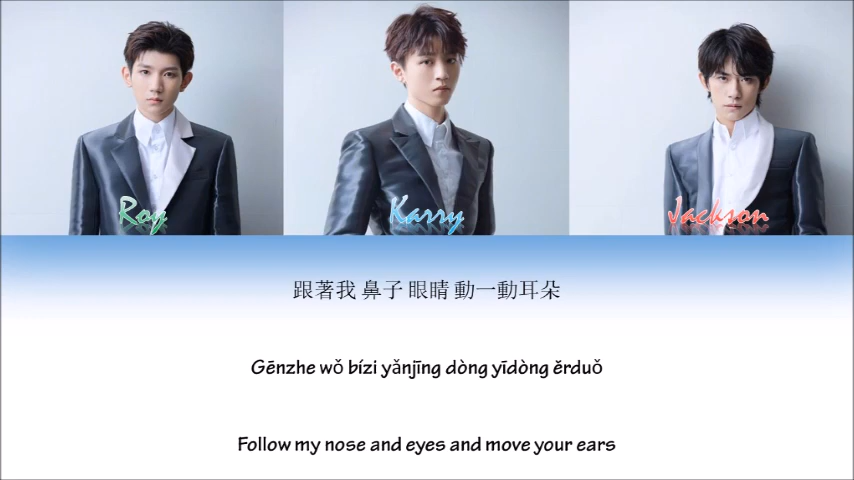 Roy
Karry
Jackson
跟著我 鼻子 眼睛 動一動耳朵
Gēnzhe wǒ bízi yǎnjīng dòng yīdòng ěrduǒ
Follow my nose and eyes and move your ears